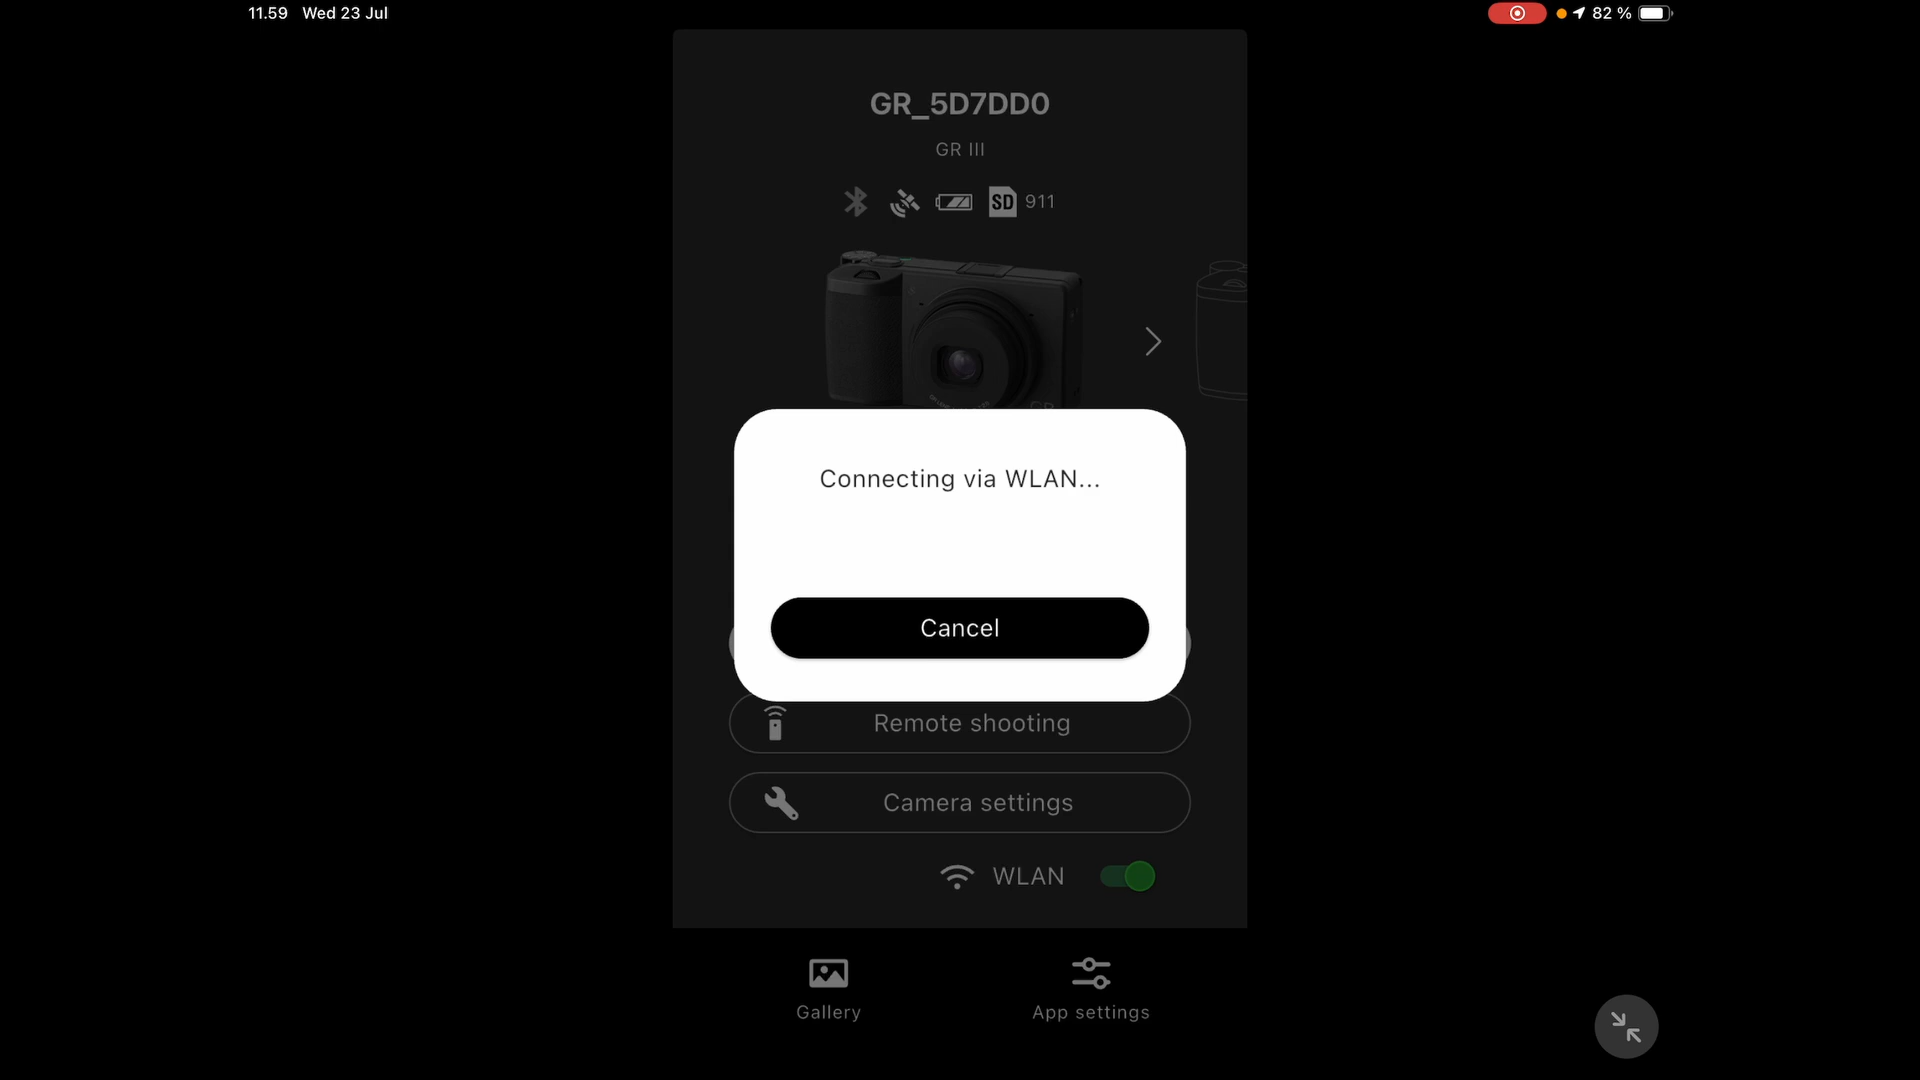 11.59 Wed 23 Jul
82 %
GR_5D7DD0
GR III
SD 911
Connecting via WLAN...
Cancel
Remote shooting
Camera settings
WLAN
Gallery
App settings